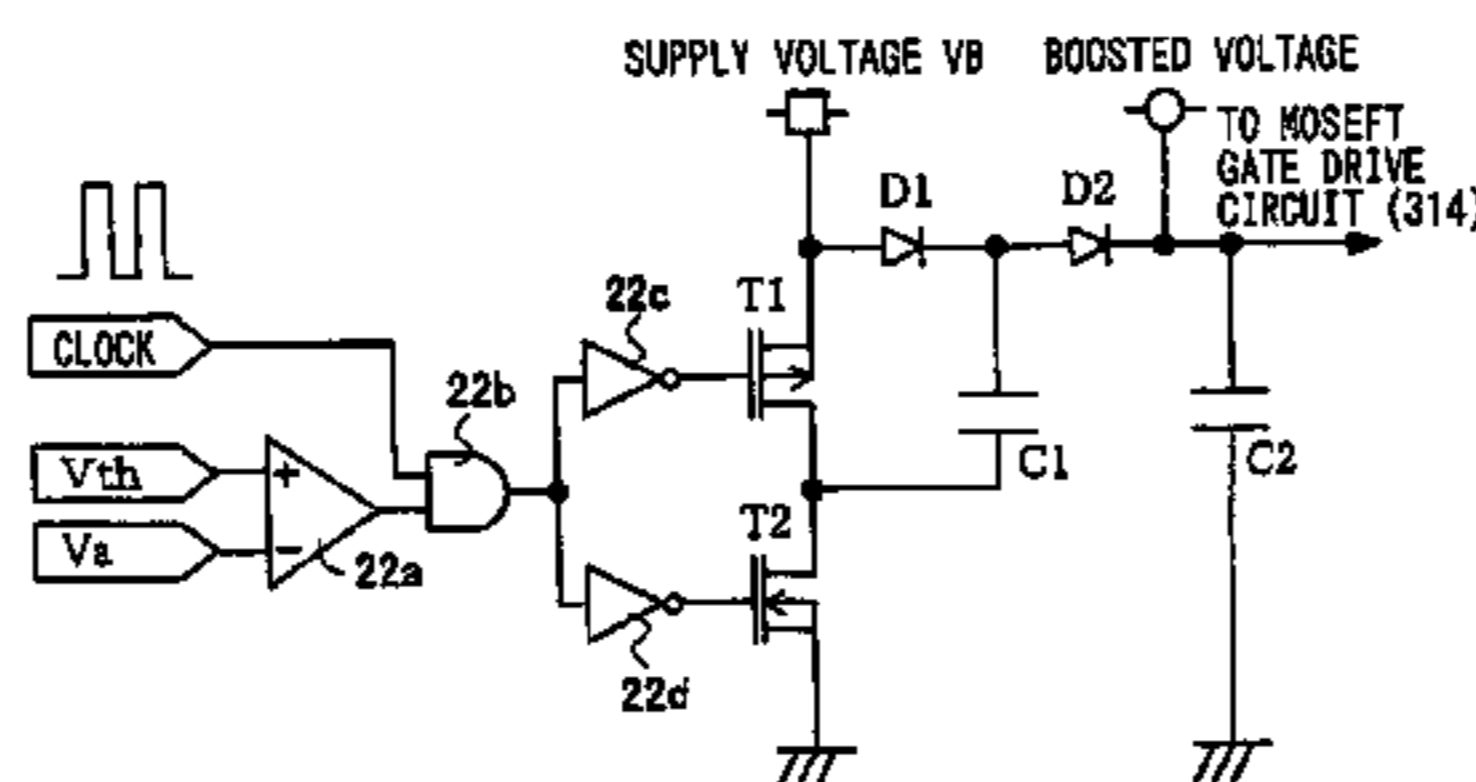 SUPPLY VOLTAGE VB
BOOSTED VOLTAGE
TO MOSEFT
GATE DRIVE
CIRCUIT (314)
D1
D2
22c
T1
CLOCK
22b
Vth
+
C1
C2
Va
-
22a
T2
22d